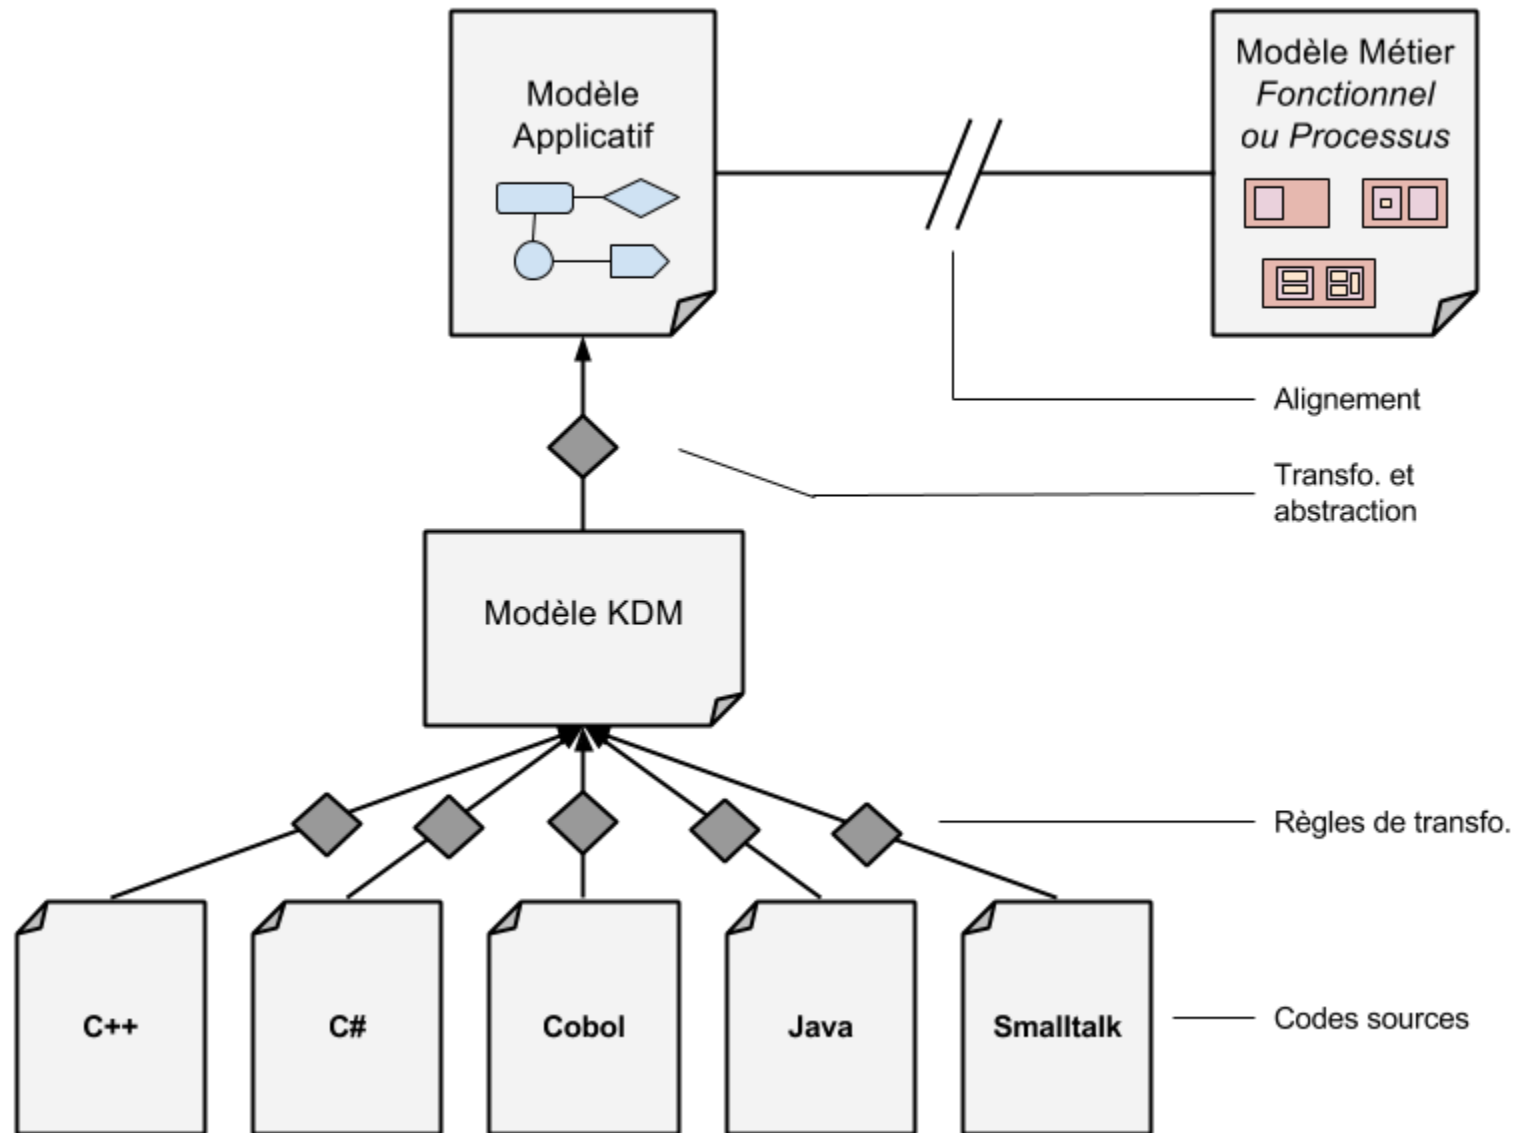 Modèle
Applicatif
Modèle Métier
Fonctionnel
ou Processus
Alignement
Transfo. et
abstraction
Modèle KDM
Règles de transfo.
C++
C#
Cobol
Java
Smalltalk
Codes sources